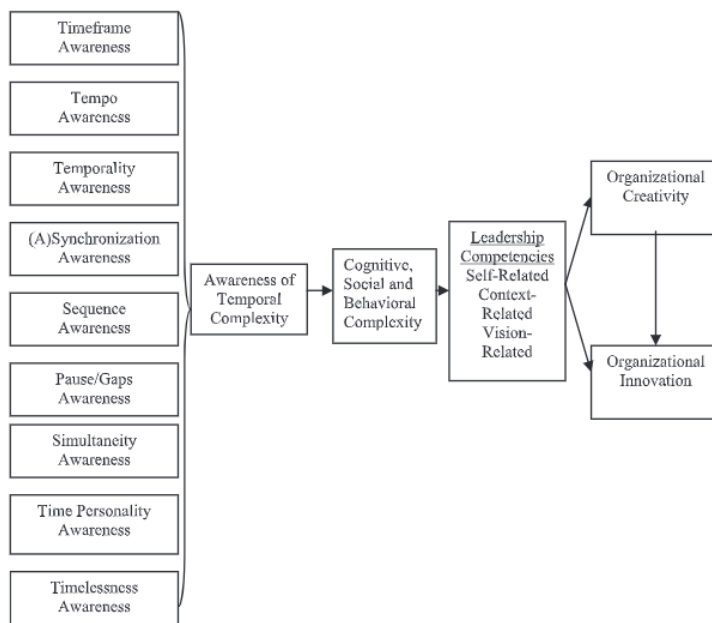 Timeframe
Awareness
Tempo
Awareness
Temporality
Awareness
(A)Synchronization
Awareness
Sequence
Awareness
Pause/Gaps
Awareness
Simultaneity
Awareness
Time Personality
Awareness
Timelessness
Awareness
Awareness of
Temporal
Complexity
Cognitive,
Social and
Behavioral
Complexity
Leadership
Competencies
Self-Related
Context-
Related
Vision-
Related
Organizational
Creativity
Organizational
Innovation